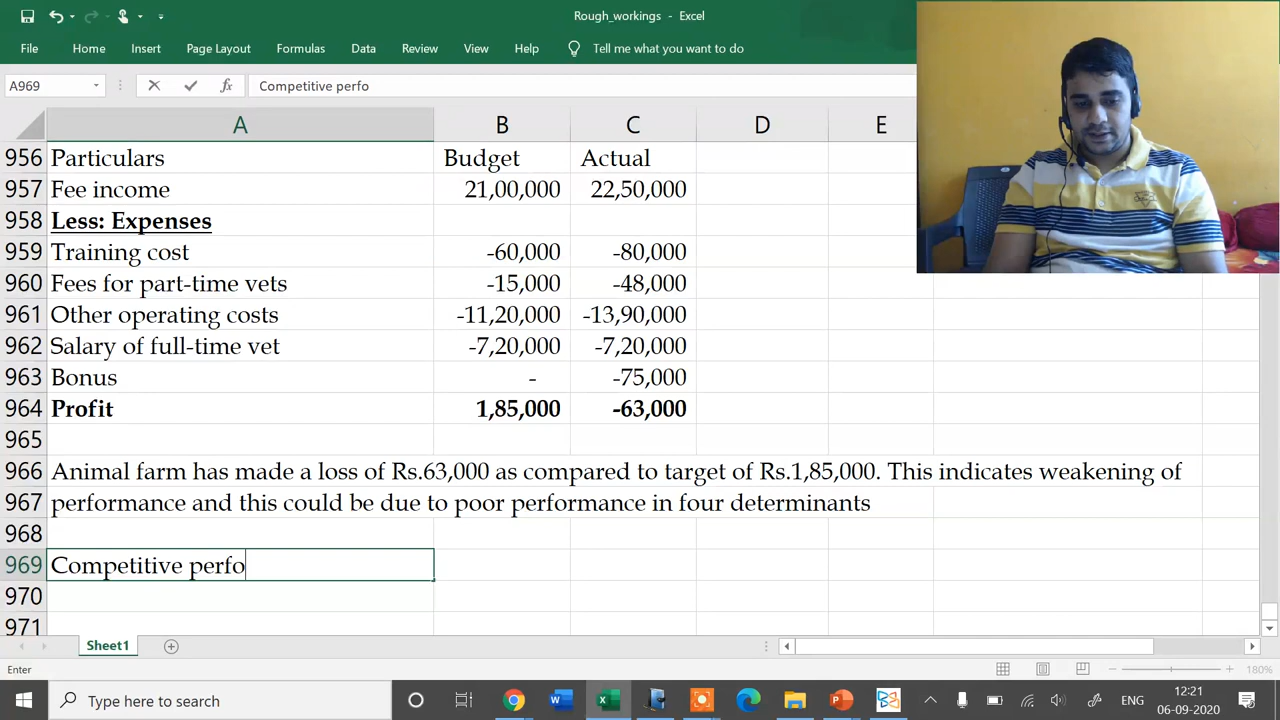 Rough_workings - Excel
File Home Insert Page Layout Formulas Data Review View Help Tell me what you want to do
A969 fx Competitive perfo
A B C D E
956 Particulars Budget Actual
957 Fee income 21,00,000 22,50,000
958 Less: Expenses
959 Training cost -60,000 -80,000
960 Fees for part-time vets -15,000 -48,000
961 Other operating costs -11,20,000 -13,90,000
962 Salary of full-time vet -7,20,000 -7,20,000
963 Bonus - -75,000
964 Profit 1,85,000 -63,000
965
966 Animal farm has made a loss of Rs.63,000 as compared to target of Rs.1,85,000. This indicates weakening of
967 performance and this could be due to poor performance in four determinants
968
969 Competitive perfo
970
971
Sheet1
Enter 180%
Type here to search ENG 12:21
06-09-2020